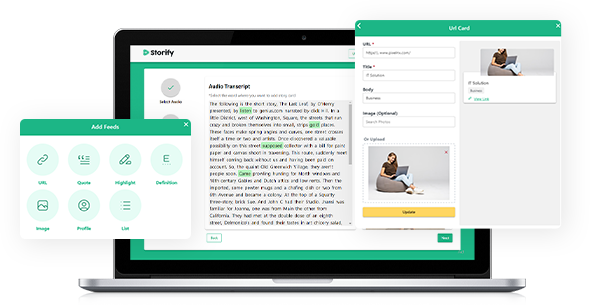 Storify
Select Audio
Audio Transcript
Select the word where you want to add story card
The following is the short story, The Last Leaf by O'Henry
presented by listen to genius.com narrated by click will. In a
little District, west of Washington, Square, the streets that run
crazy and broken themselves into small, strips gold places.
These faces make spring angles and curves, one street crosses
itself a time or two and artists. Once discovered a valuable
possibility on this street supposed collector with a bill for paint
paper and canvas should in traversing. This route, suddenly meet
himself coming back without us and having been paid on
account. So, the quaint Old Greenwich Village, they aren't
people soon, Came prowling hunting for North windows and
18th century Gables and Dutch attics and low rents. Then the
imported, some pewter mugs and a chafing dish or two from
6th Avenue and became a colony. At the top of a Squatty
three-story, brick Sue, And John C had their Studio. Joana was
familiar for Joanna, one was from Main the other from
California. They had met at the double dose of an eighth
street, Delmonico's and found their tastes in art chicory salad,
Back
Next
Add Feeds
URL
Quote
Highlight
Definition
Image
Profile
List
Url Card
URL *
Title *
IT Solution
Body
Business
Image (Optional)
Search Photos
Or Upload
Update
IT Solution
Business
View Link